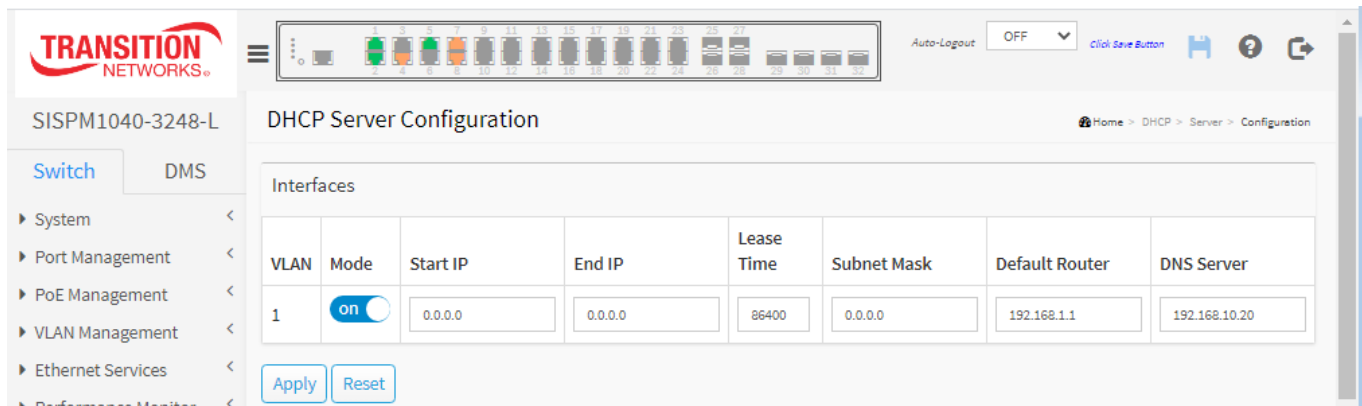 TRANSITION
NETWORKS®
1 3 5 7 9 11 13 15 17 19 21 23 25 27
2 4 6 8 10 12 14 16 18 20 22 24 26 28 29 30 31 32
Auto-Logout OFF Click Save Button
SISPM1040-3248-L
DHCP Server Configuration
Home > DHCP > Server > Configuration
Switch DMS
Interfaces
System
Port Management
PoE Management
VLAN Management
Ethernet Services
Performance Monitor
VLAN Mode Start IP End IP Lease Time Subnet Mask Default Router DNS Server
1 on 0.0.0.0 0.0.0.0 86400 0.0.0.0 192.168.1.1 192.168.10.20
Apply Reset